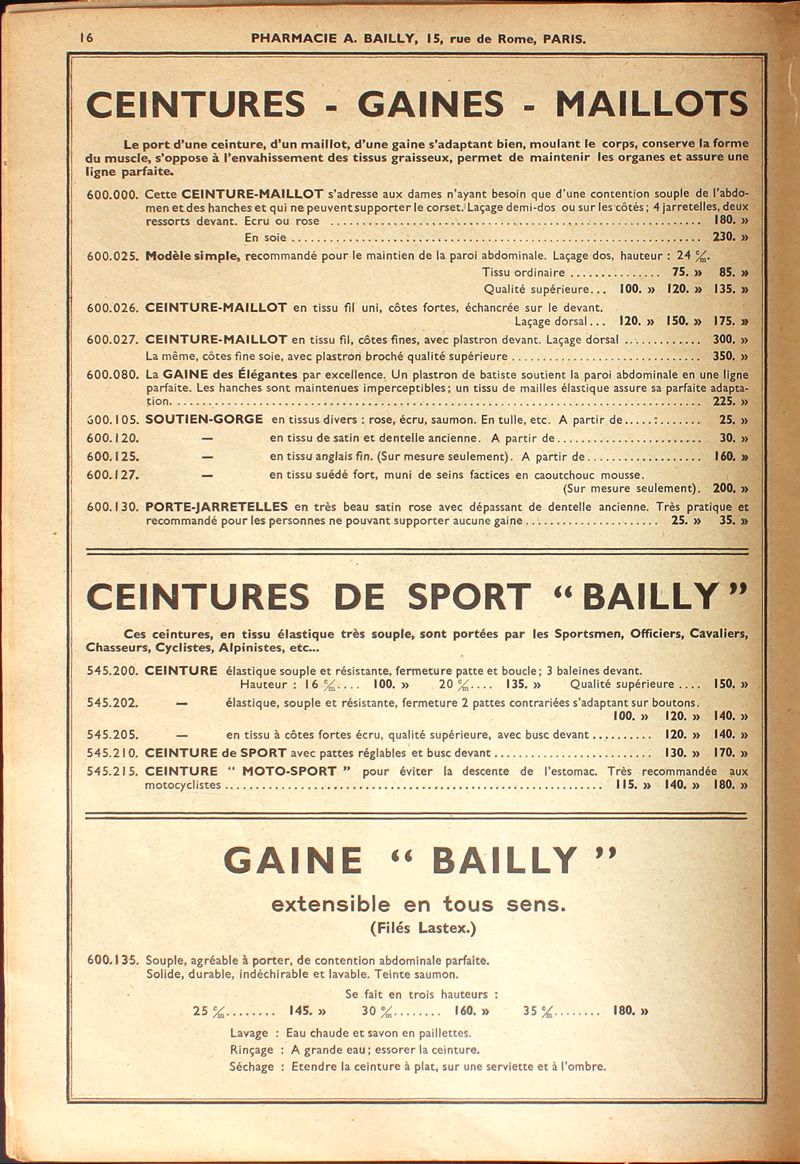 16 PHARMACIE A. BAILLY, 15, rue de Rome, PARIS.
CEINTURES - GAINES - MAILLOTS
Le port d'une ceinture, d'un maillot, d'une gaine s'adaptant bien, moulant le corps, conserve la forme
du muscle, s'oppose à l'envahissement des tissus graisseux, permet de maintenir les organes et assure une
ligne parfaite.
600.000. Cette CEINTURE-MAILLOT s'adresse aux dames n'ayant besoin que d'une contention souple de l'abdo-
men et des hanches et qui ne peuvent supporter le corset. Laçage demi-dos ou sur les côtés ; 4 jarretelles, deux
ressorts devant. Ecru ou rose ........ 180. »
En soie ........ 230. »
600.025. Modèle simple, recommandé pour le maintien de la paroi abdominale. Laçage dos, hauteur : 24 c/m.
Tissu ordinaire ........ 75. » 85. »
Qualité supérieure... 100. » 120. » 135. »
600.026. CEINTURE-MAILLOT en tissu fil uni, côtes fortes, échancrée sur le devant.
Laçage dorsal... 120. » 150. » 175. »
600.027. CEINTURE-MAILLOT en tissu fil, côtes fines, avec plastron devant. Laçage dorsal ........ 300. »
La même, côtes fine soie, avec plastron broché qualité supérieure ........ 350. »
600.080. La GAINE des Élégantes par excellence. Un plastron de batiste soutient la paroi abdominale en une ligne
parfaite. Les hanches sont maintenues imperceptibles ; un tissu de mailles élastique assure sa parfaite adapta-
tion ........ 225. »
600.105. SOUTIEN-GORGE en tissus divers : rose, écru, saumon. En tulle, etc. A partir de ........ 25. »
600.120. — en tissu de satin et dentelle ancienne. A partir de ........ 30. »
600.125. — en tissu anglais fin. (Sur mesure seulement). A partir de ........ 160. »
600.127. — en tissu suédé fort, muni de seins factices en caoutchouc mousse.
(Sur mesure seulement). 200. »
600.130. PORTE-JARRETELLES en très beau satin rose avec dépassant de dentelle ancienne. Très pratique et
recommandé pour les personnes ne pouvant supporter aucune gaine ........ 25. » 35. »
CEINTURES DE SPORT “ BAILLY ”
Ces ceintures, en tissu élastique très souple, sont portées par les Sportsmen, Officiers, Cavaliers,
Chasseurs, Cyclistes, Alpinistes, etc...
545.200. CEINTURE élastique souple et résistante, fermeture patte et boucle ; 3 baleines devant.
Hauteur : 16 c/m.... 100. » 20 c/m.... 135. » Qualité supérieure .... 150. »
545.202. — élastique, souple et résistante, fermeture 2 pattes contrariées s'adaptant sur boutons.
100. » 120. » 140. »
545.205. — en tissu à côtes fortes écru, qualité supérieure, avec busc devant ........ 120. » 140. »
545.210. CEINTURE de SPORT avec pattes réglables et busc devant ........ 130. » 170. »
545.215. CEINTURE “ MOTO-SPORT ” pour éviter la descente de l'estomac. Très recommandée aux
motocyclistes ........ 115. » 140. » 180. »
GAINE “ BAILLY ”
extensible en tous sens.
(Filés Lastex.)
600.135. Souple, agréable à porter, de contention abdominale parfaite.
Solide, durable, indéchirable et lavable. Teinte saumon.
Se fait en trois hauteurs :
25 c/m........ 145. » 30 c/m........ 160. » 35 c/m........ 180. »
Lavage : Eau chaude et savon en paillettes.
Rinçage : A grande eau ; essorer la ceinture.
Séchage : Etendre la ceinture à plat, sur une serviette et à l'ombre.